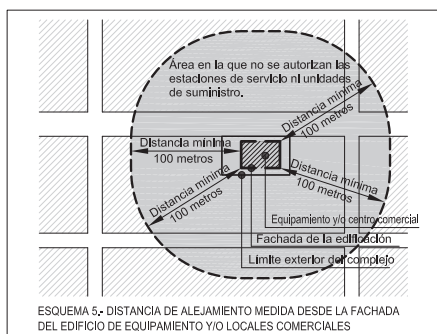 Área en la que no se autorizan las
estaciones de servicio ni unidades
de suministro.
Distancia mínima
100 metros
Distancia mínima
100 metros
Distancia mínima
100 metros
Distancia mínima
100 metros
Equipamiento y/o centro comercial
Fachada de la edificación
Límite exterior del complejo
ESQUEMA 5.- DISTANCIA DE ALEJAMIENTO MEDIDA DESDE LA FACHADA
DEL EDIFICIO DE EQUIPAMIENTO Y/O LOCALES COMERCIALES